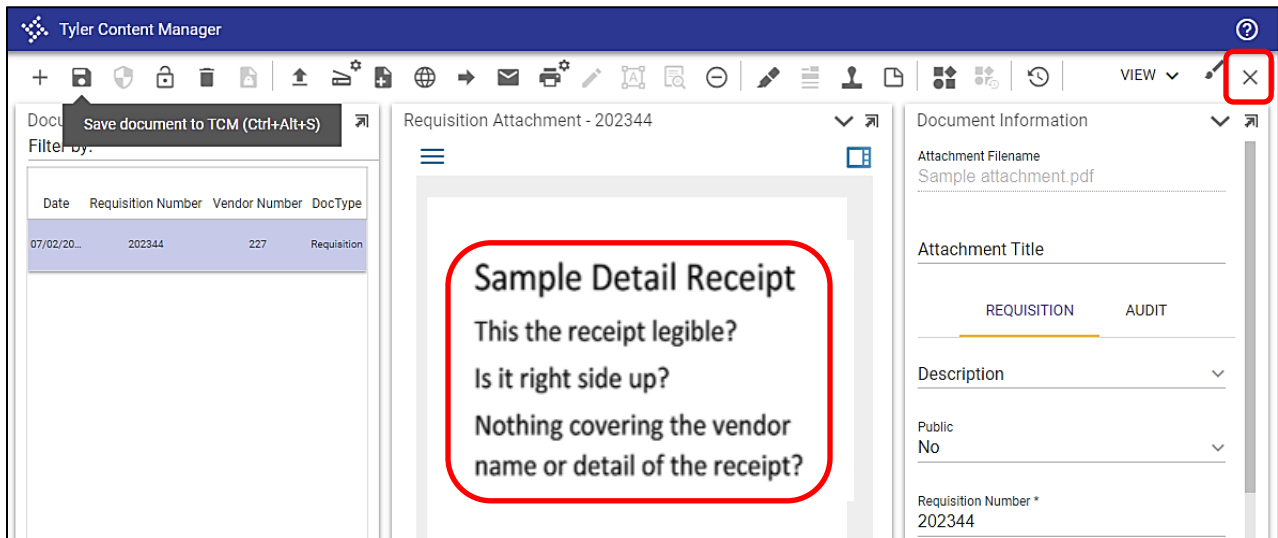 Tyler Content Manager
VIEW
Save document to TCM (Ctrl+Alt+S)
Docu
Filter by:
Date Requisition Number Vendor Number DocType
07/02/20... 202344 227 Requisition
Requisition Attachment - 202344
Sample Detail Receipt
This the receipt legible?
Is it right side up?
Nothing covering the vendor
name or detail of the receipt?
Document Information
Attachment Filename
Sample attachment.pdf
Attachment Title
REQUISITION AUDIT
Description
Public
No
Requisition Number *
202344